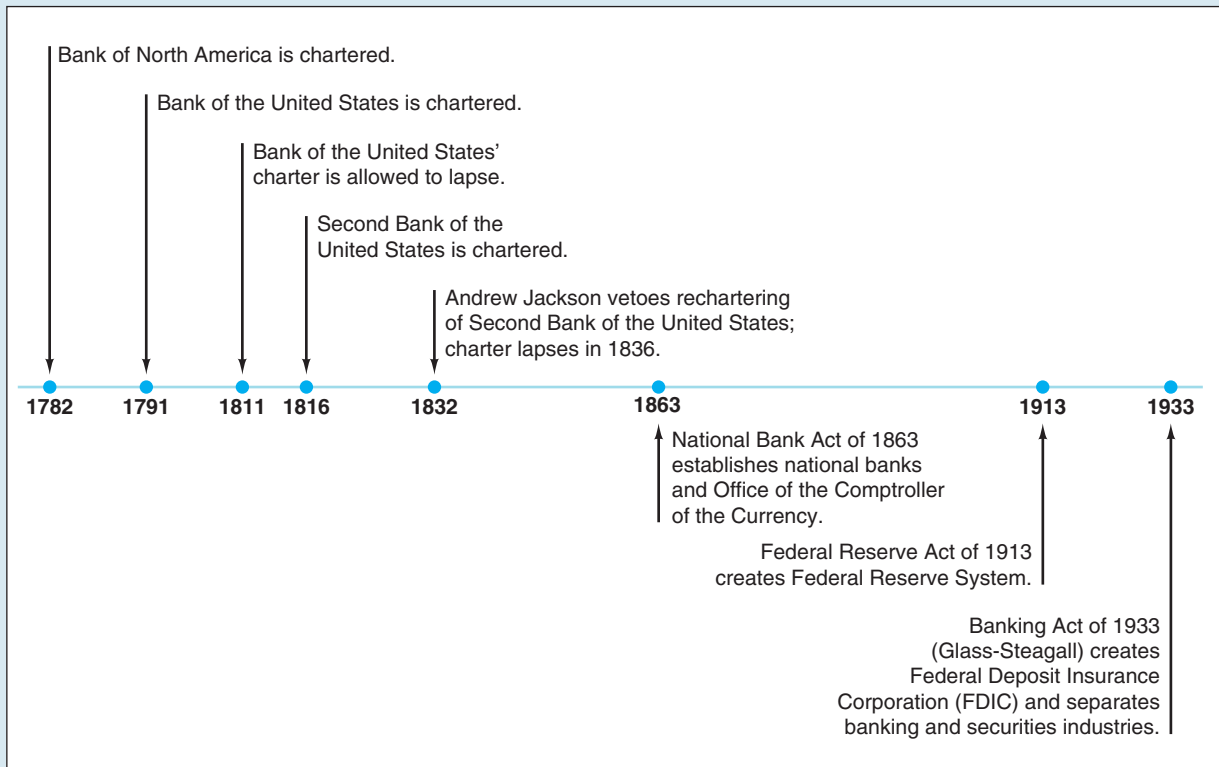 Bank of North America is chartered.
Bank of the United States is chartered.
Bank of the United States’
charter is allowed to lapse.
Second Bank of the
United States is chartered.
Andrew Jackson vetoes rechartering
of Second Bank of the United States;
charter lapses in 1836.
1782 1791 1811 1816 1832 1863 1913 1933
National Bank Act of 1863
establishes national banks
and Office of the Comptroller
of the Currency.
Federal Reserve Act of 1913
creates Federal Reserve System.
Banking Act of 1933
(Glass-Steagall) creates
Federal Deposit Insurance
Corporation (FDIC) and separates
banking and securities industries.